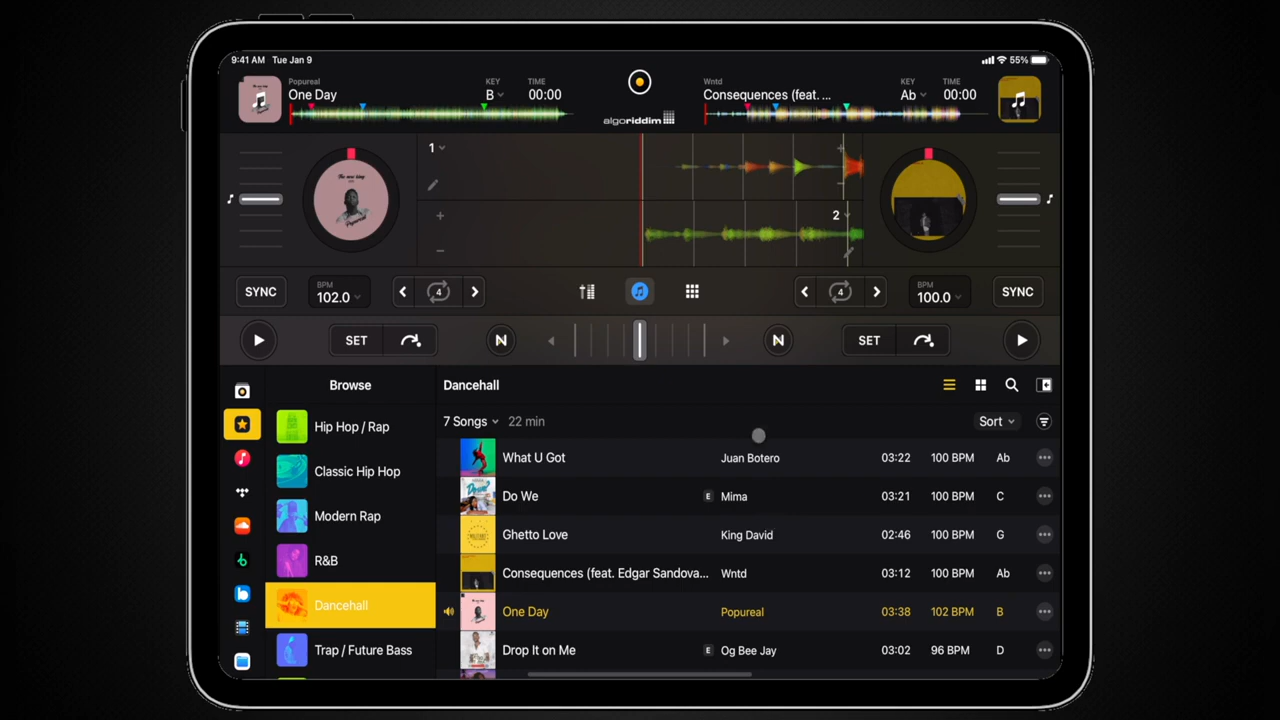 9:41 AM Tue Jan 9
55%
Popureal
One Day
KEY
B
TIME
00:00
algoriddim
Wntd
Consequences (feat. ...
KEY
Ab
TIME
00:00
1
2
SYNC
BPM
102.0
4
4
BPM
100.0
SYNC
SET
N
N
SET
Browse
Hip Hop / Rap
Classic Hip Hop
Modern Rap
R&B
Dancehall
Trap / Future Bass
Dancehall
7 Songs 22 min
Sort
What U Got Juan Botero 03:22 100 BPM Ab
Do We E Mima 03:21 100 BPM C
Ghetto Love King David 02:46 100 BPM G
Consequences (feat. Edgar Sandova... Wntd 03:12 100 BPM Ab
One Day Popureal 03:38 102 BPM B
Drop It on Me E Og Bee Jay 03:02 96 BPM D